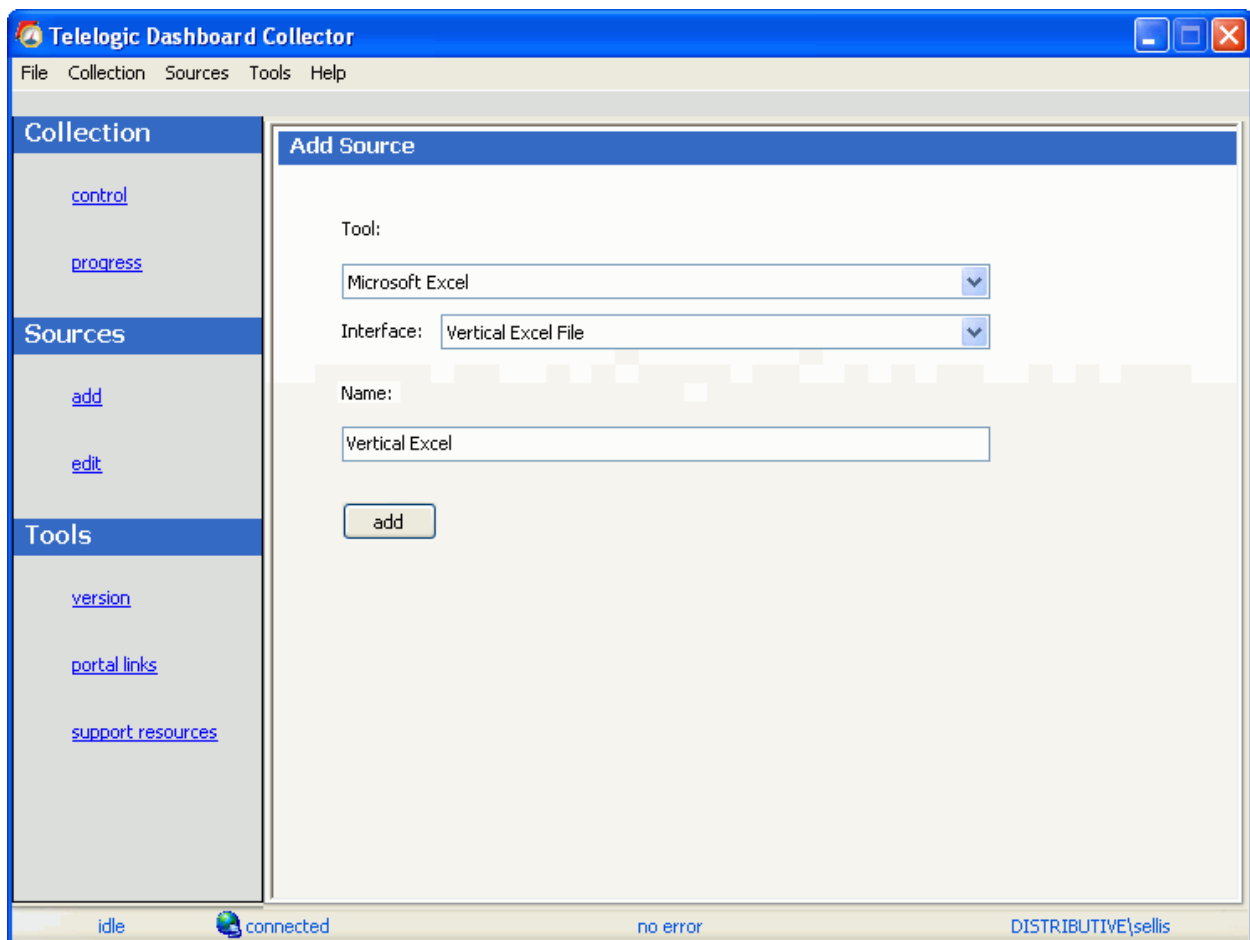 Telelogic Dashboard Collector
File Collection Sources Tools Help
Collection
control
progress
Sources
add
edit
Tools
version
portal links
support resources
Add Source
Tool:
Microsoft Excel
Interface: Vertical Excel File
Name:
Vertical Excel
add
idle connected no error DISTRIBUTIVE\sellis